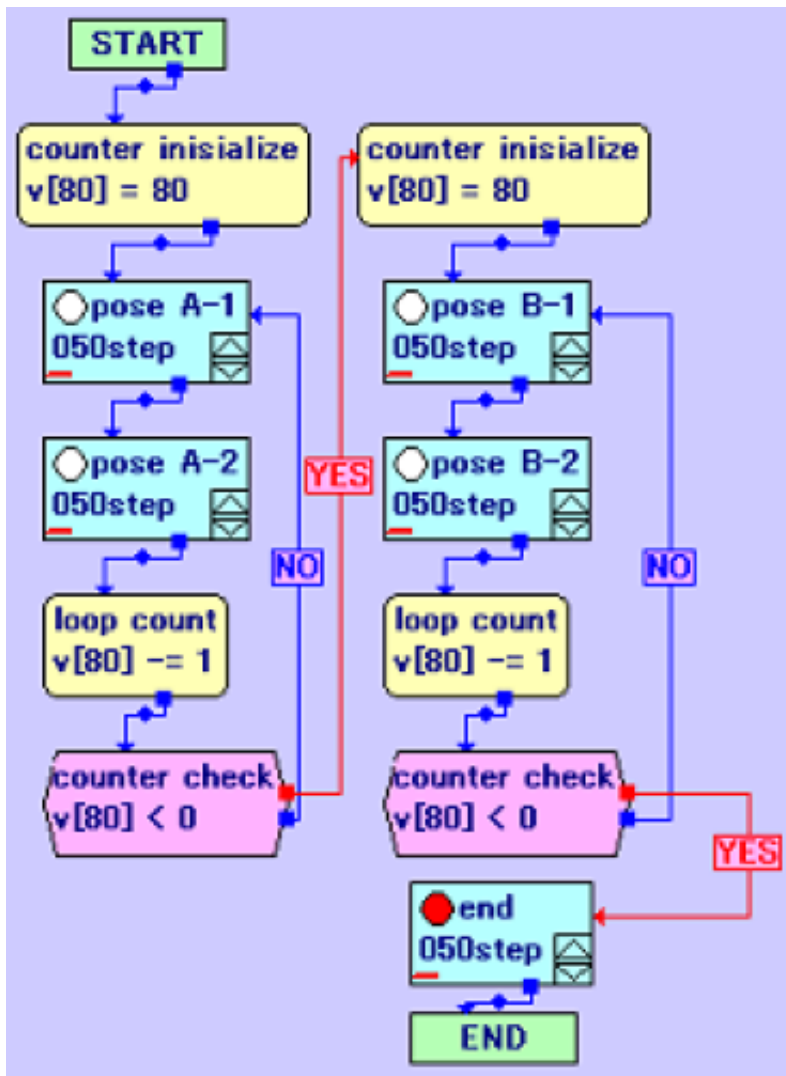 START
counter inisialize
v[80] = 80
pose A-1
050step
pose A-2
050step
loop count
v[80] -= 1
counter check
v[80] < 0
NO
YES
counter inisialize
v[80] = 80
pose B-1
050step
pose B-2
050step
loop count
v[80] -= 1
counter check
v[80] < 0
NO
YES
end
050step
END